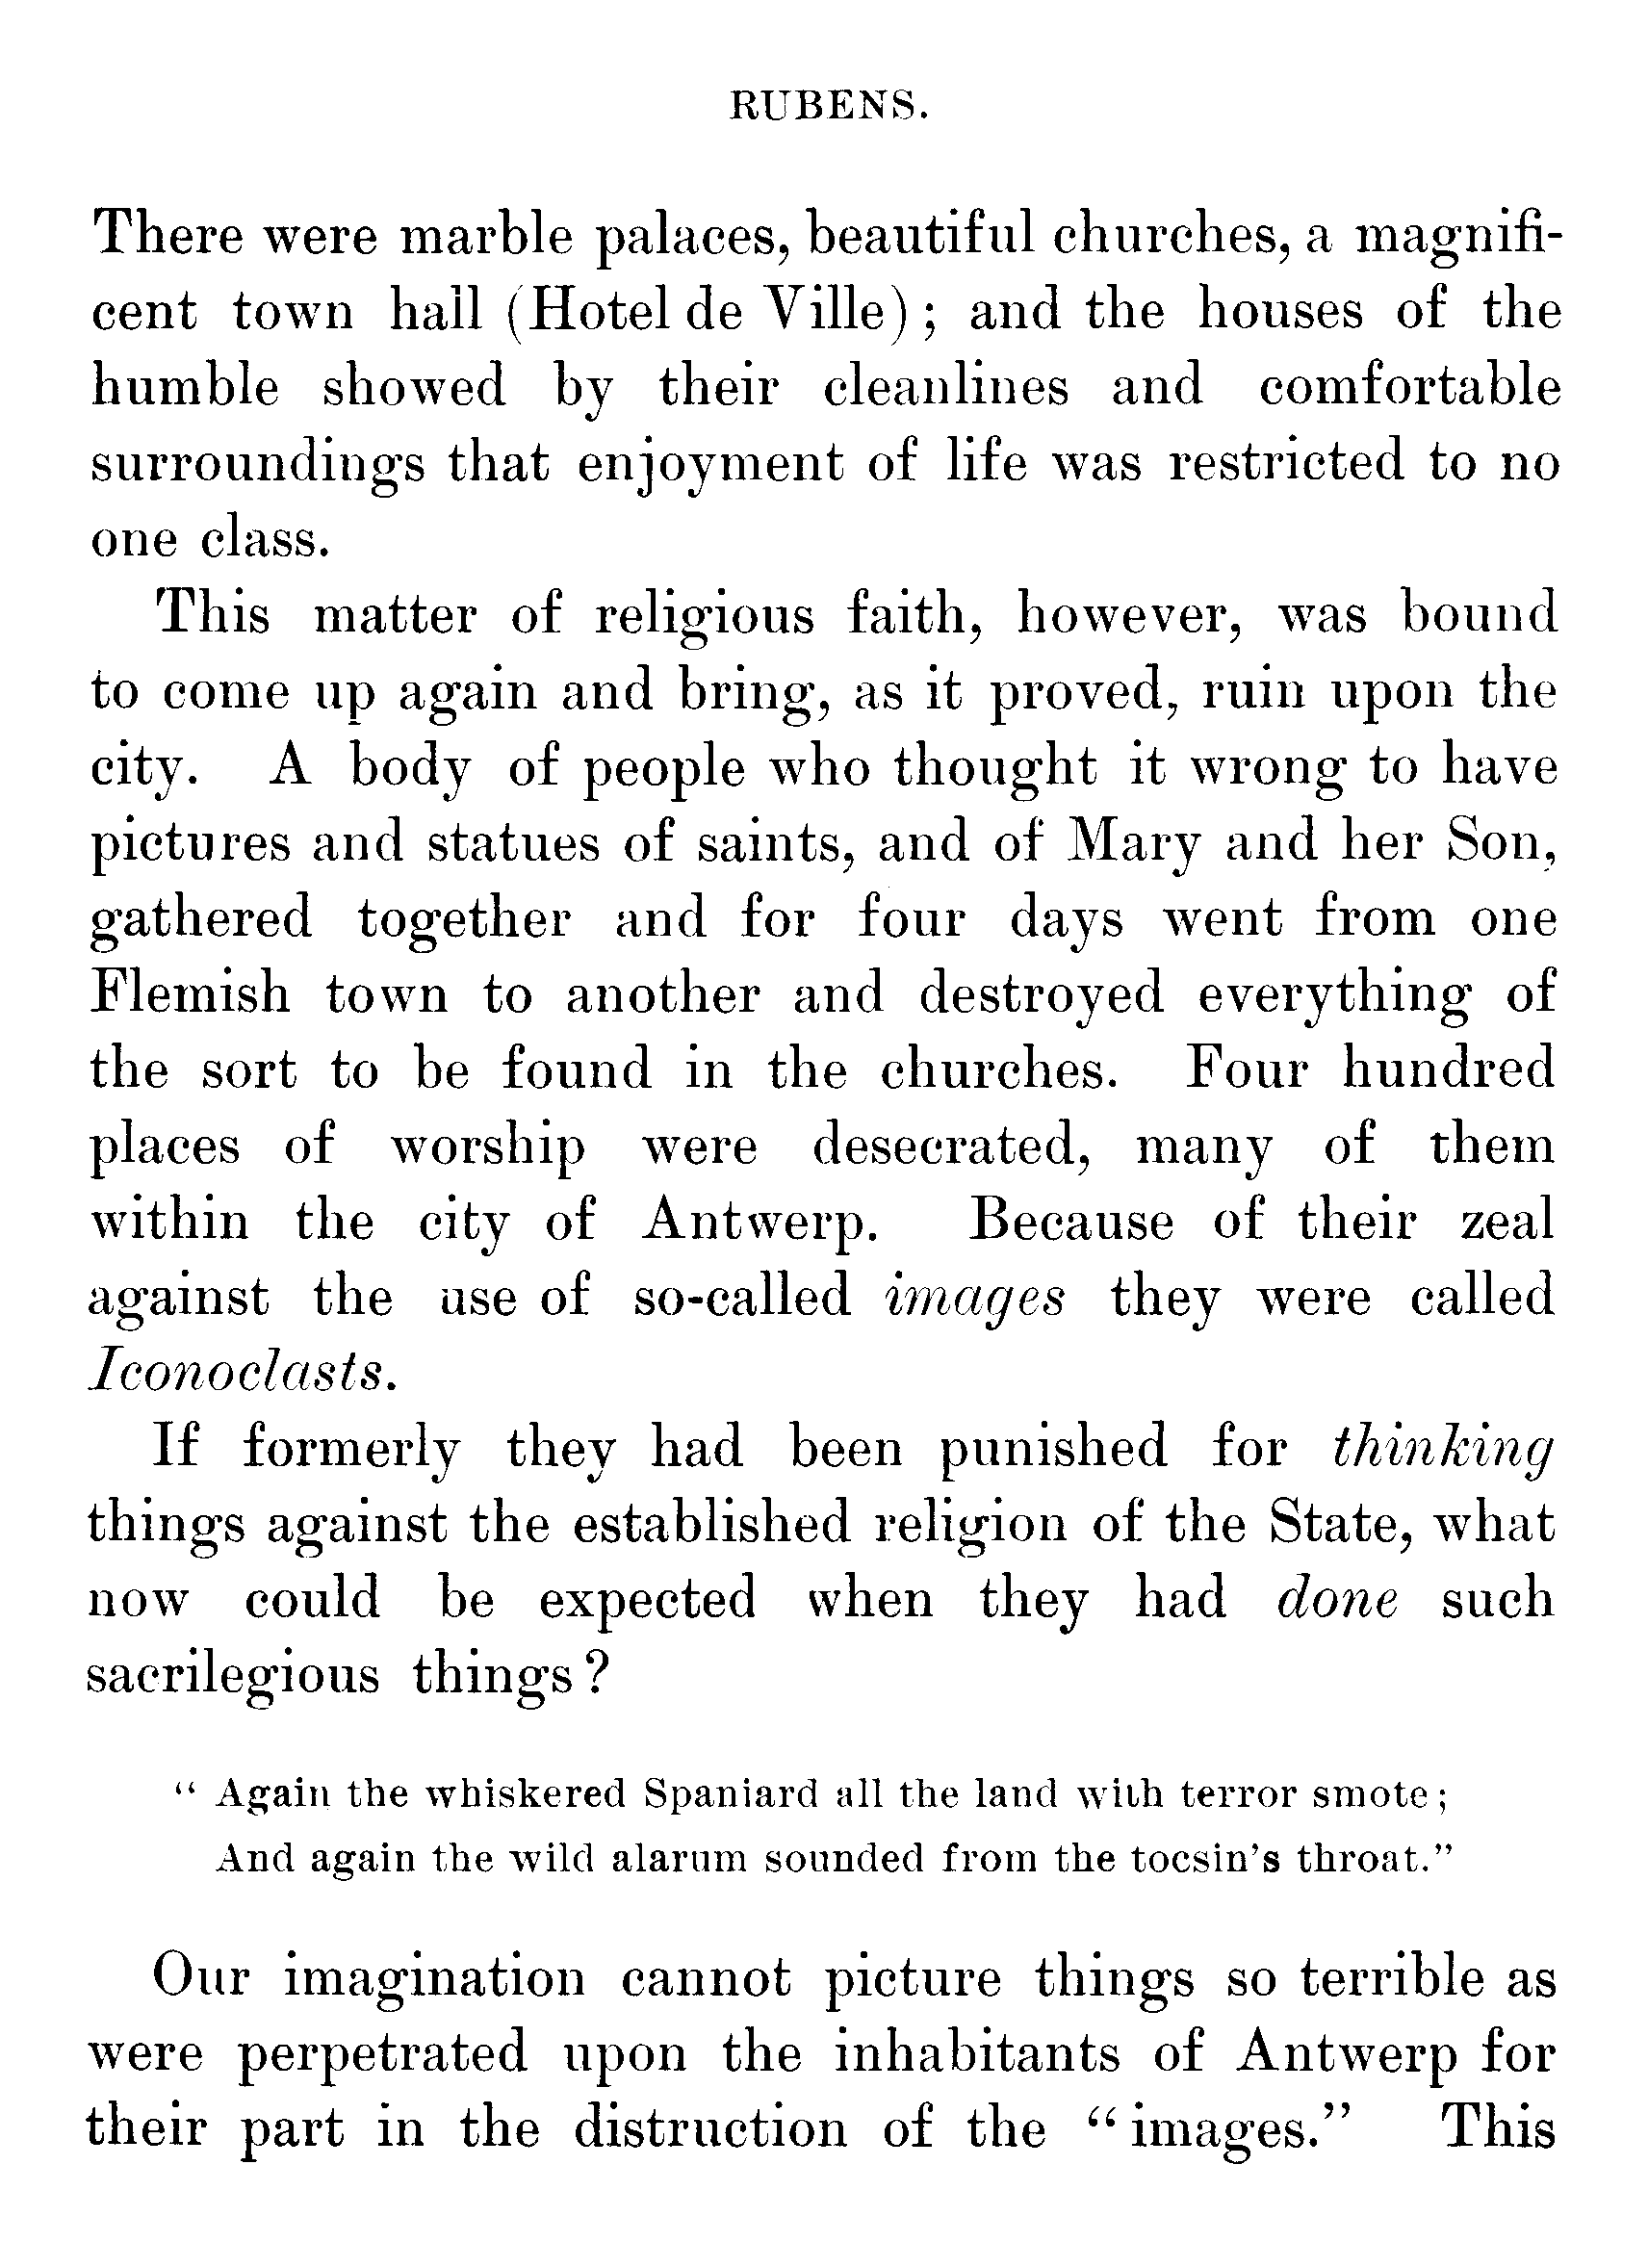 RUBENS.
There were marble palaces, beautiful churches, a magnifi-
cent town hall (Hotel de Ville); and the houses of the
humble showed by their cleanlines and comfortable
surroundings that enjoyment of life was restricted to no
one class.
This matter of religious faith, however, was bound
to come up again and bring, as it proved, ruin upon the
city. A body of people who thought it wrong to have
pictures and statues of saints, and of Mary and her Son,
gathered together and for four days went from one
Flemish town to another and destroyed everything of
the sort to be found in the churches. Four hundred
places of worship were desecrated, many of them
within the city of Antwerp. Because of their zeal
against the use of so-called images they were called
Iconoclasts.
If formerly they had been punished for thinking
things against the established religion of the State, what
now could be expected when they had done such
sacrilegious things?
“ Again the whiskered Spaniard all the land with terror smote;
And again the wild alarum sounded from the tocsin’s throat.”
Our imagination cannot picture things so terrible as
were perpetrated upon the inhabitants of Antwerp for
their part in the distruction of the “images.” This